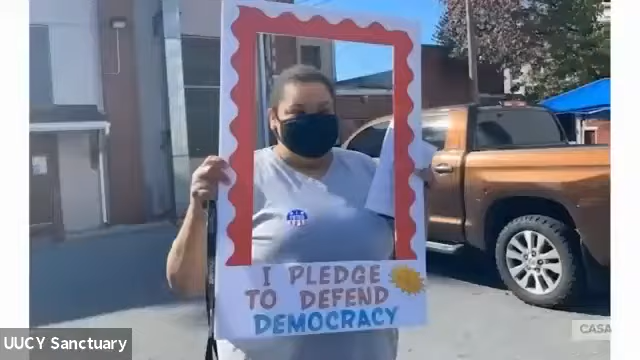 I PLEDGE
TO DEFEND
DEMOCRACY
CASA
UUCY Sanctuary